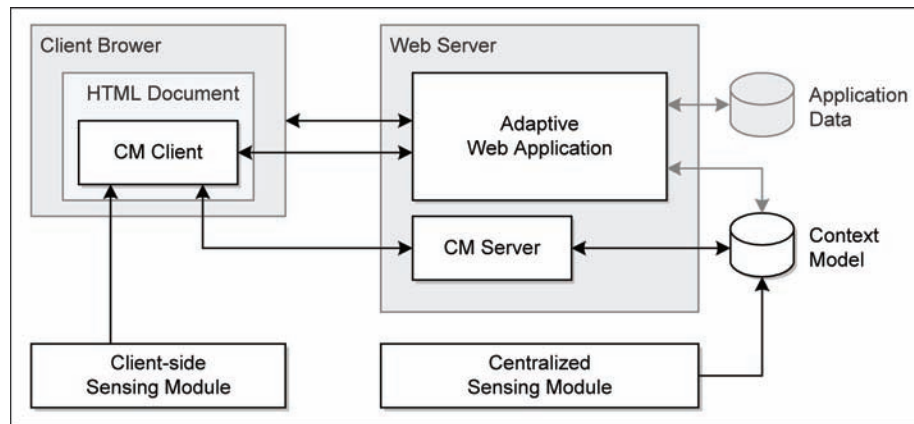 Client Brower
Web Server
HTML Document
CM Client
Adaptive
Web Application
Application
Data
CM Server
Context
Model
Client-side
Sensing Module
Centralized
Sensing Module